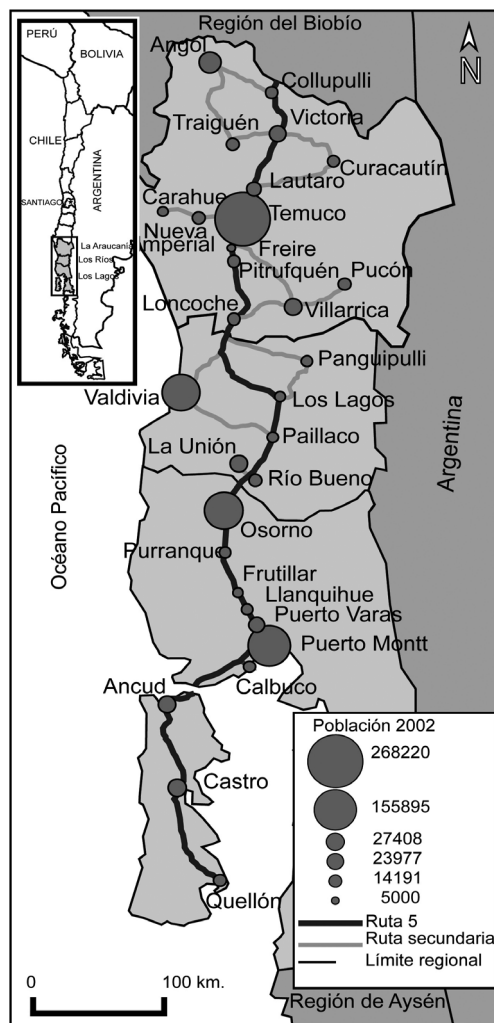 Región del Biobío
PERÚ
BOLIVIA
CHILE
ARGENTINA
SANTIAGO
La Araucanía
Los Ríos
Los Lagos
N
Angol
Collupulli
Victoria
Traiguén
Curacautín
Lautaro
Carahue
Temuco
Nueva
Imperial
Freire
Pitrufquén
Pucón
Loncoche
Villarrica
Panguipulli
Valdivia
Los Lagos
Paillaco
La Unión
Río Bueno
Argentina
Océano Pacífico
Osorno
Purranque
Frutillar
Llanquihue
Puerto Varas
Puerto Montt
Calbuco
Ancud
Castro
Quellón
Población 2002
268220
155895
27408
23977
14191
5000
Ruta 5
Ruta secundaria
Límite regional
0 100 km.
Región de Aysén